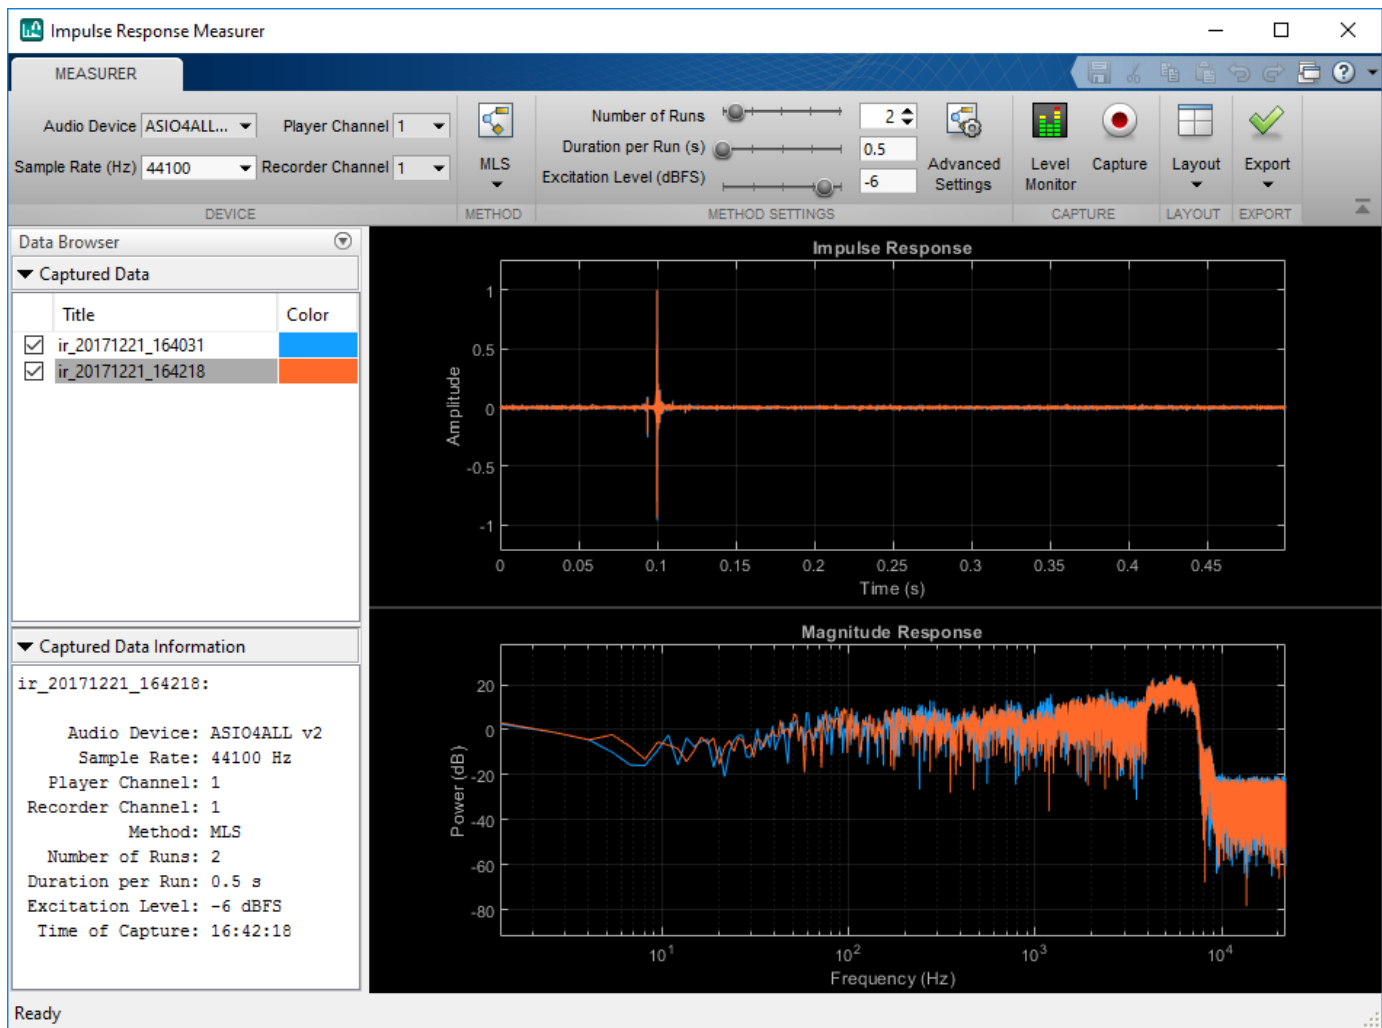 Impulse Response Measurer
MEASURER
Audio Device ASIO4ALL... Player Channel 1
Sample Rate (Hz) 44100 Recorder Channel 1
DEVICE
MLS
METHOD
Number of Runs 2
Duration per Run (s) 0.5
Excitation Level (dBFS) -6
Advanced
Settings
METHOD SETTINGS
Level
Monitor
Capture
CAPTURE
Layout
LAYOUT
Export
EXPORT
Data Browser
Captured Data
Title Color
ir_20171221_164031
ir_20171221_164218
Captured Data Information
ir_20171221_164218:
Audio Device: ASIO4ALL v2
Sample Rate: 44100 Hz
Player Channel: 1
Recorder Channel: 1
Method: MLS
Number of Runs: 2
Duration per Run: 0.5 s
Excitation Level: -6 dBFS
Time of Capture: 16:42:18
Impulse Response
Amplitude
1
0.5
0
-0.5
-1
0 0.05 0.1 0.15 0.2 0.25 0.3 0.35 0.4 0.45
Time (s)
Magnitude Response
Power (dB)
20
0
-20
-40
-60
-80
10¹ 10² 10³ 10⁴
Frequency (Hz)
Ready